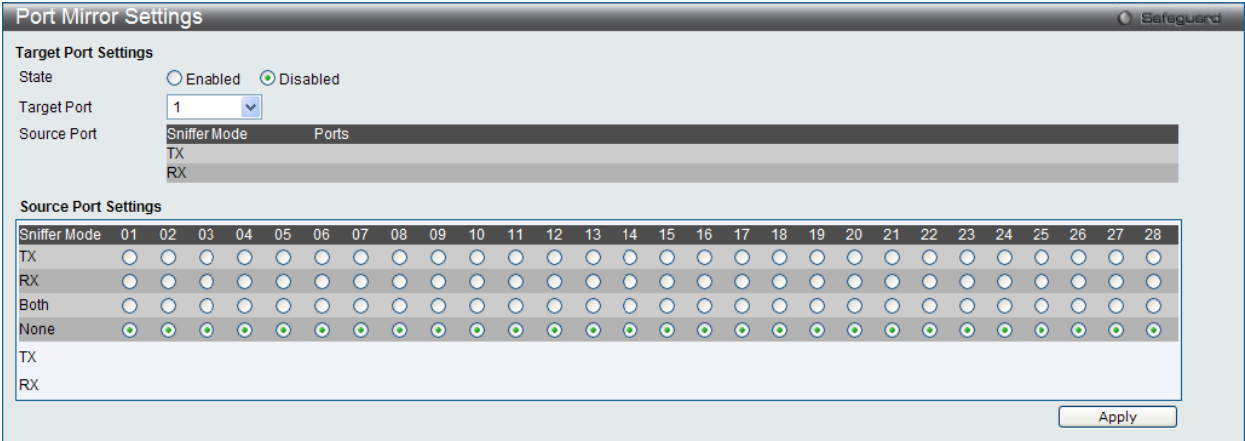 Port Mirror Settings Safeguard
Target Port Settings
State Enabled Disabled
Target Port 1
Source Port Sniffer Mode Ports
TX
RX
Source Port Settings
Sniffer Mode 01 02 03 04 05 06 07 08 09 10 11 12 13 14 15 16 17 18 19 20 21 22 23 24 25 26 27 28
TX
RX
Both
None
TX
RX
Apply